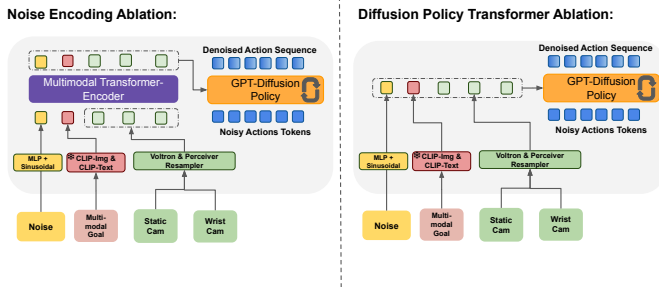 Noise Encoding Ablation:
Denoised Action Sequence
Multimodal Transformer-
Encoder
GPT-Diffusion
Policy
Noisy Actions Tokens
MLP +
Sinusoidal
CLIP-Img &
CLIP-Text
Voltron & Perceiver
Resampler
Noise
Multi-
modal
Goal
Static
Cam
Wrist
Cam
Diffusion Policy Transformer Ablation:
Denoised Action Sequence
GPT-Diffusion
Policy
Noisy Actions Tokens
MLP +
Sinusoidal
CLIP-Img &
CLIP-Text
Voltron & Perceiver
Resampler
Noise
Multi-
modal
Goal
Static
Cam
Wrist
Cam